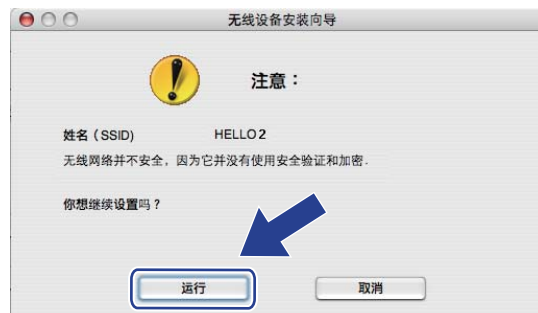 无线设备安装向导
注意：
姓名（SSID) HELLO2
无线网络并不安全，因为它并没有使用安全验证和加密.
你想继续设置吗？
运行 取消